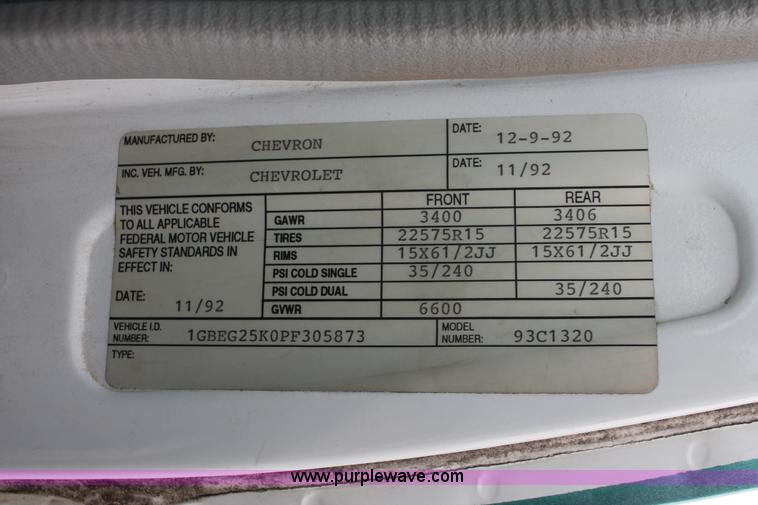 MANUFACTURED BY: CHEVRON DATE: 12-9-92
INC. VEH. MFG. BY: CHEVROLET DATE: 11/92
THIS VEHICLE CONFORMS
TO ALL APPLICABLE
FEDERAL MOTOR VEHICLE
SAFETY STANDARDS IN
EFFECT IN:
DATE: 11/92
FRONT REAR
GAWR 3400 3406
TIRES 22575R15 22575R15
RIMS 15X61/2JJ 15X61/2JJ
PSI COLD SINGLE 35/240
PSI COLD DUAL 35/240
GVWR 6600
VEHICLE I.D.
NUMBER: 1GBEG25K0PF305873
MODEL
NUMBER: 93C1320
TYPE:
www.purplewave.com